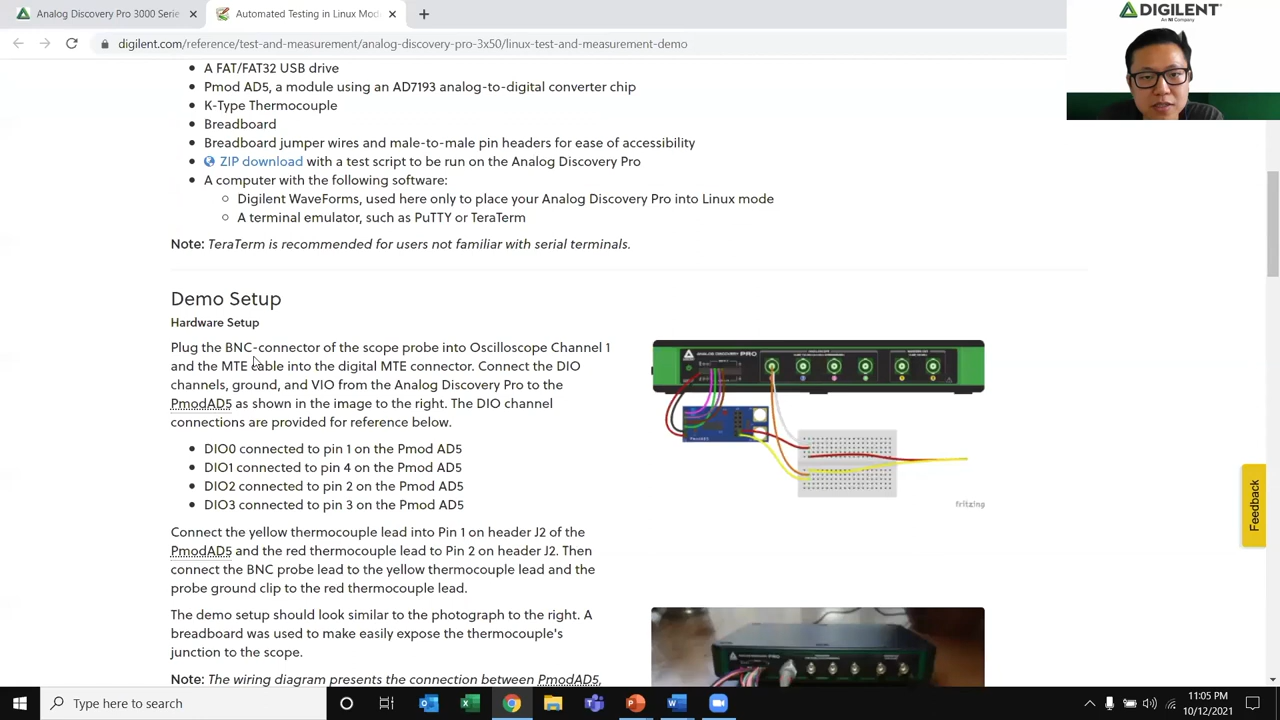 Analog Discovery Pro 3000 Serie
Automated Testing in Linux Mod
DIGILENT
An NI Company
digilent.com/reference/test-and-measurement/analog-discovery-pro-3x50/linux-test-and-measurement-demo
A FAT/FAT32 USB drive
Pmod AD5, a module using an AD7193 analog-to-digital converter chip
K-Type Thermocouple
Breadboard
Breadboard jumper wires and male-to-male pin headers for ease of accessibility
ZIP download with a test script to be run on the Analog Discovery Pro
A computer with the following software:
Digilent WaveForms, used here only to place your Analog Discovery Pro into Linux mode
A terminal emulator, such as PuTTY or TeraTerm
Note: TeraTerm is recommended for users not familiar with serial terminals.
Demo Setup
Hardware Setup
Plug the BNC-connector of the scope probe into Oscilloscope Channel 1
and the MTE cable into the digital MTE connector. Connect the DIO
channels, ground, and VIO from the Analog Discovery Pro to the
PmodAD5 as shown in the image to the right. The DIO channel
connections are provided for reference below.
DIO0 connected to pin 1 on the Pmod AD5
DIO1 connected to pin 4 on the Pmod AD5
DIO2 connected to pin 2 on the Pmod AD5
DIO3 connected to pin 3 on the Pmod AD5
Connect the yellow thermocouple lead into Pin 1 on header J2 of the
PmodAD5 and the red thermocouple lead to Pin 2 on header J2. Then
connect the BNC probe lead to the yellow thermocouple lead and the
probe ground clip to the red thermocouple lead.
The demo setup should look similar to the photograph to the right. A
breadboard was used to make easily expose the thermocouple's
junction to the scope.
Note: The wiring diagram presents the connection between PmodAD5,
ANALOG DISCOVERY PRO
PmodAD5
fritzing
Feedback
Type here to search
11:05 PM
10/12/2021